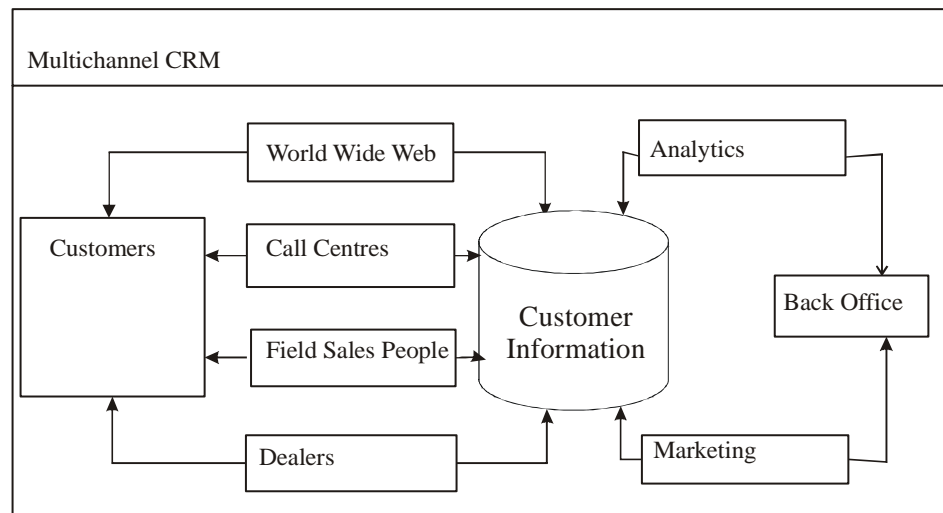 Multichannel CRM
World Wide Web
Analytics
Customers
Call Centres
Back Office
Customer
Information
Field Sales People
Dealers
Marketing